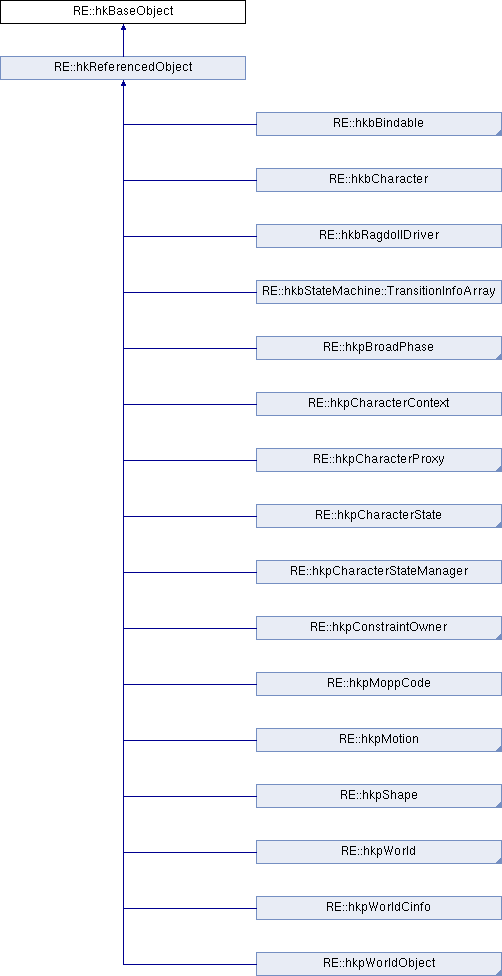 RE::hkBaseObject
RE::hkReferencedObject
RE::hkbBindable
RE::hkbCharacter
RE::hkbRagdollDriver
RE::hkbStateMachine::TransitionInfoArray
RE::hkpBroadPhase
RE::hkpCharacterContext
RE::hkpCharacterProxy
RE::hkpCharacterState
RE::hkpCharacterStateManager
RE::hkpConstraintOwner
RE::hkpMoppCode
RE::hkpMotion
RE::hkpShape
RE::hkpWorld
RE::hkpWorldCinfo
RE::hkpWorldObject